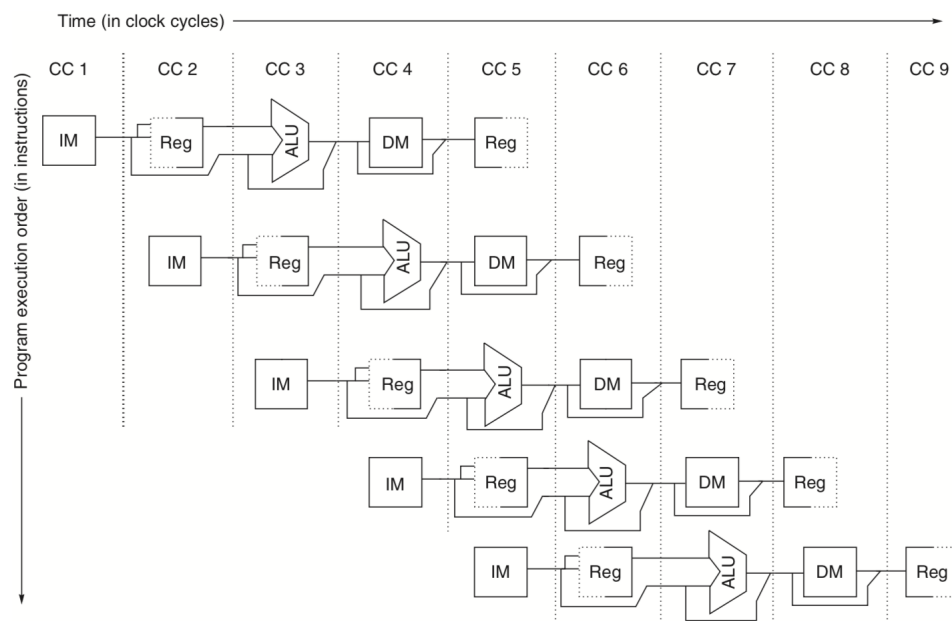 Time (in clock cycles)
CC 1 CC 2 CC 3 CC 4 CC 5 CC 6 CC 7 CC 8 CC 9
Program execution order (in instructions)
IM Reg ALU DM Reg
IM Reg ALU DM Reg
IM Reg ALU DM Reg
IM Reg ALU DM Reg
IM Reg ALU DM Reg